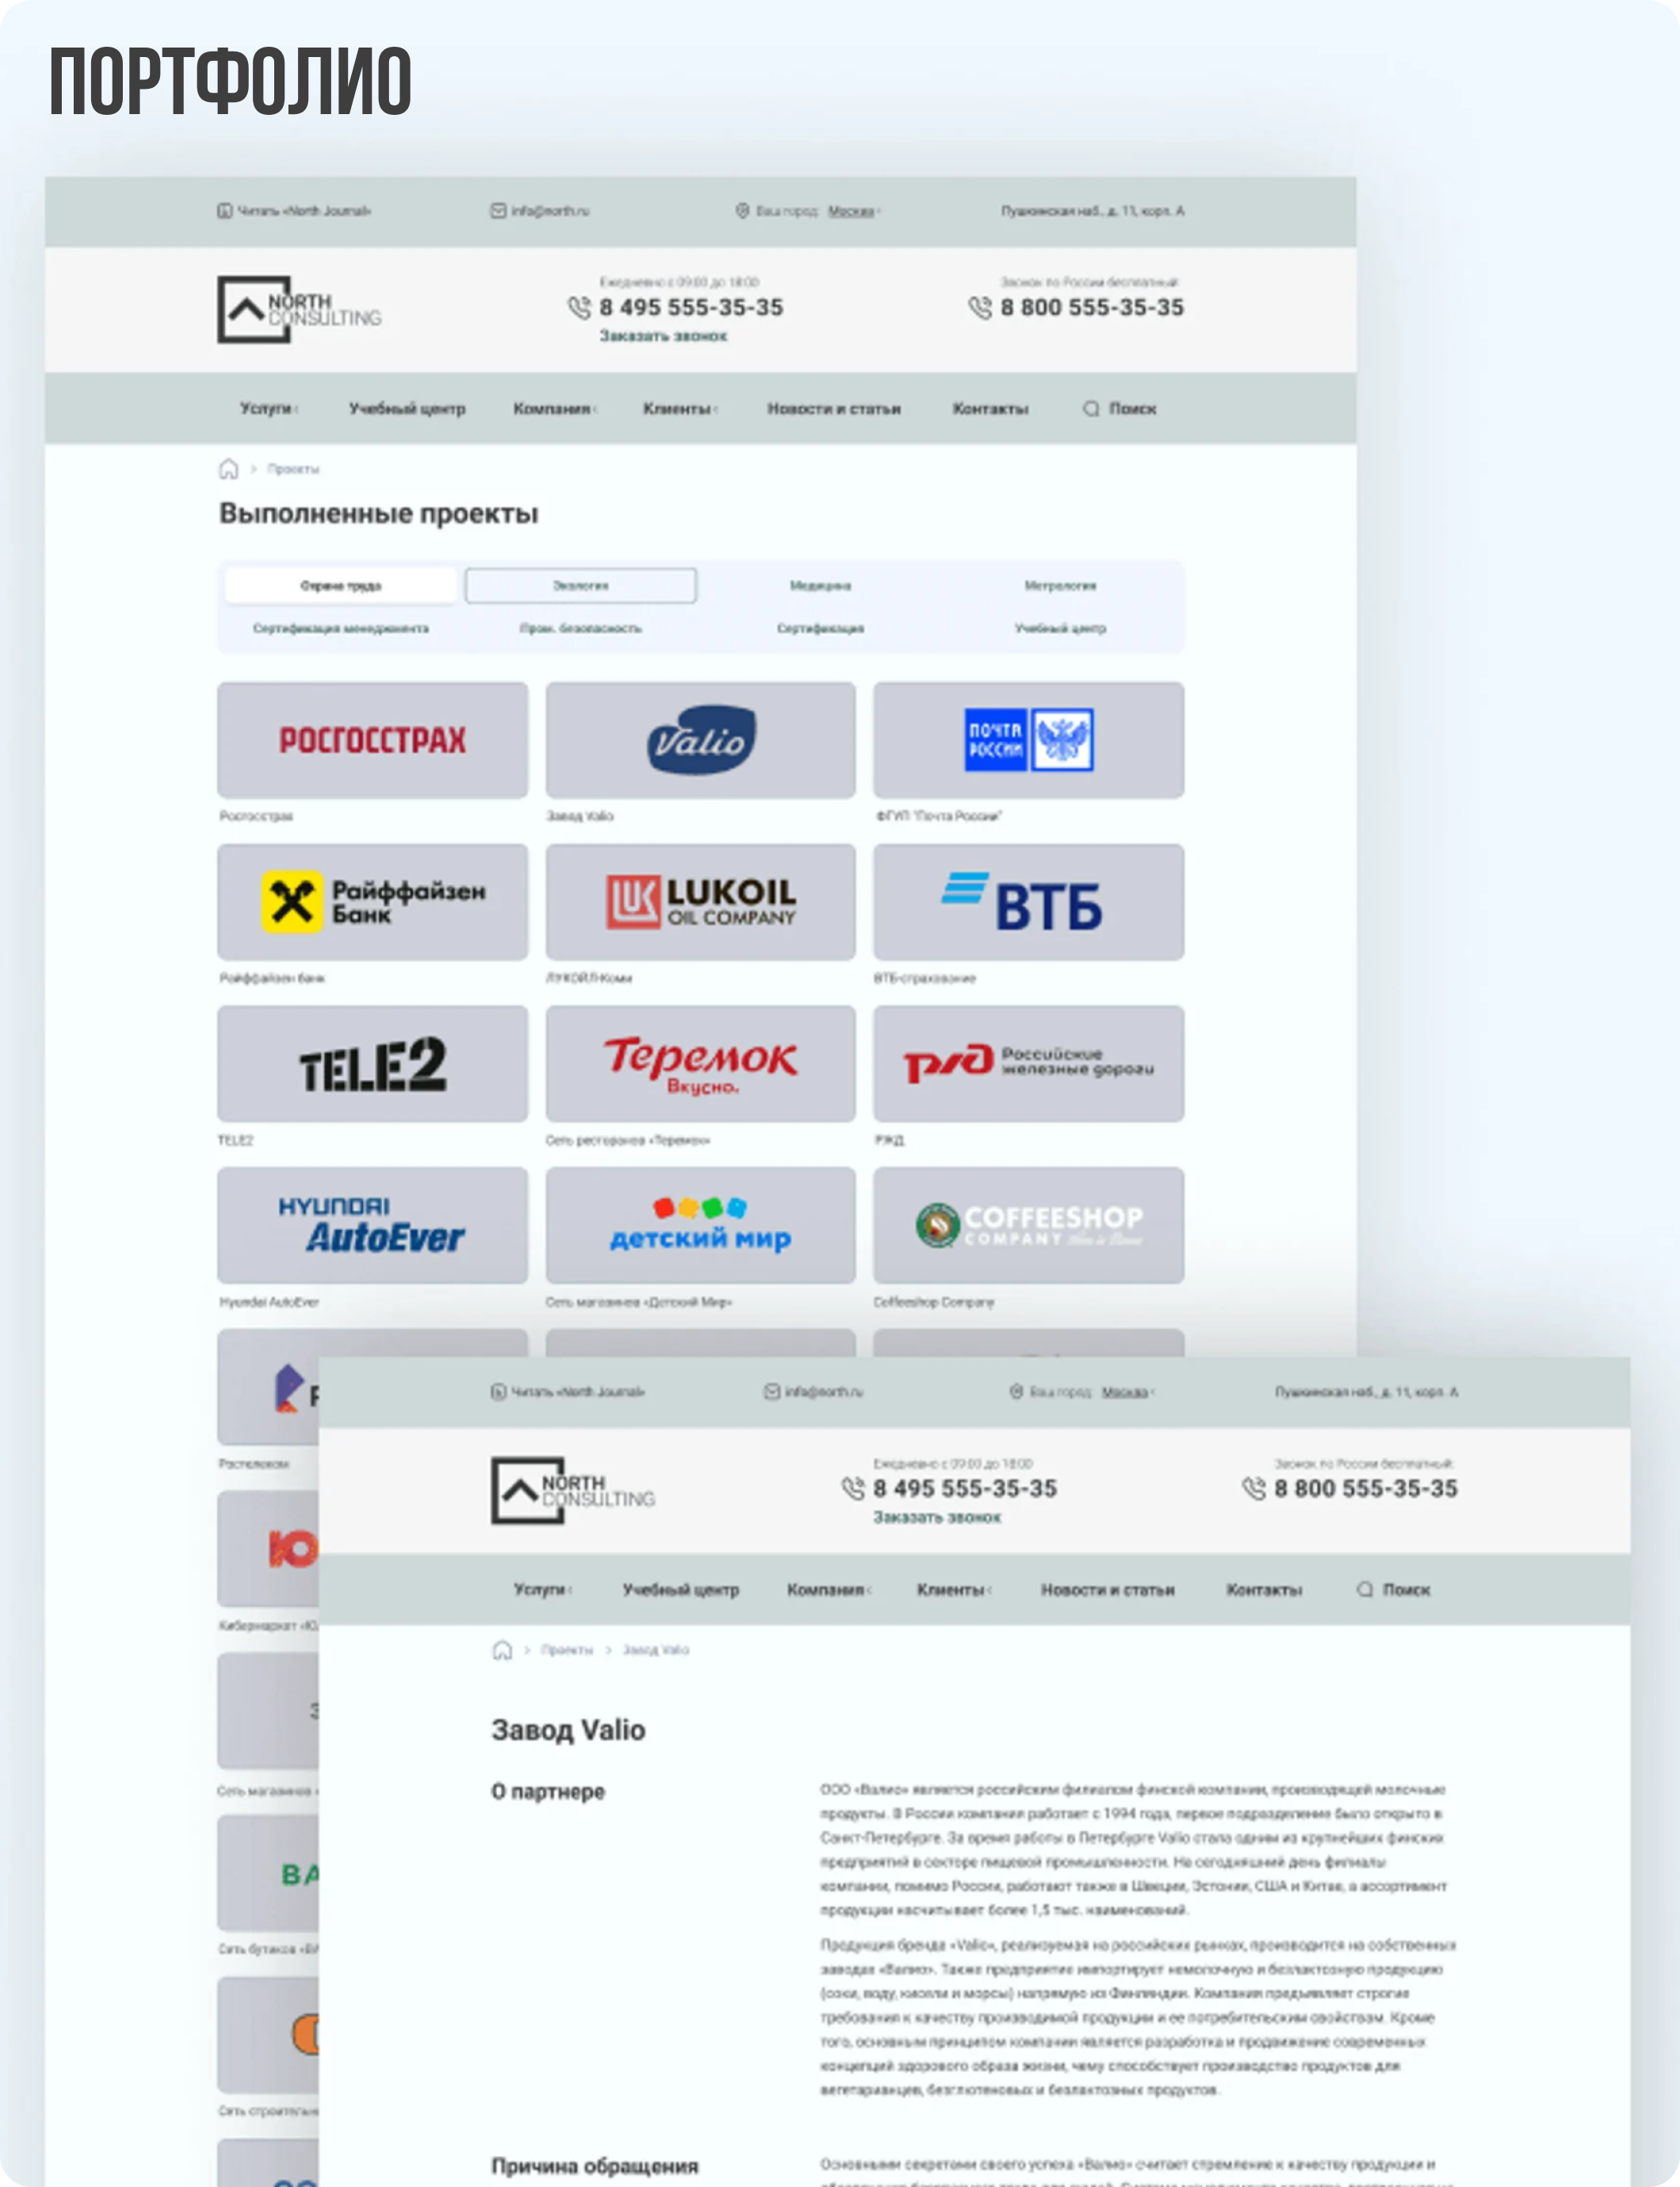 ПОРТФОЛИО
Читать «North Journal»
info@north.ru
Ваш город: Москва
Пушкинская наб., д. 11, корп. А
NORTH
CONSULTING
Ежедневно с 09:00 до 18:00
8 495 555-35-35
Заказать звонок
Звонок по России бесплатный
8 800 555-35-35
Услуги
Учебный центр
Компания
Клиенты
Новости и статьи
Контакты
Поиск
> Проекты
Выполненные проекты
Охрана труда
Экология
Медицина
Метрология
Сертификация менеджмента
Пром. безопасность
Сертификация
Учебный центр
РОСГОССТРАХ
Valio
ПОЧТА
РОССИИ
Росгосстрах
Завод Valio
ФГУП "Почта России"
Райффайзен
Банк
LUKOIL
OIL COMPANY
ВТБ
Райффайзен банк
ЛУКОЙЛ-Коми
ВТБ-страхование
TELE2
Теремок
Вкусно.
РЖД
Российские
железные дороги
TELE2
Сеть ресторанов «Теремок»
РЖД
HYUNDAI
AutoEver
детский мир
COFFEESHOP
COMPANY
Hyundai AutoEver
Сеть магазинов «Детский Мир»
Coffeeshop Company
Ростелеком
Ю
Кибермаркет «Ю
Сеть магазинов
ВА
Сеть бутиков «ВА
Сеть строительн
Читать «North Journal»
info@north.ru
Ваш город: Москва
Пушкинская наб., д. 11, корп. А
NORTH
CONSULTING
Ежедневно с 09:00 до 18:00
8 495 555-35-35
Заказать звонок
Звонок по России бесплатный
8 800 555-35-35
Услуги
Учебный центр
Компания
Клиенты
Новости и статьи
Контакты
Поиск
> Проекты > Завод Valio
Завод Valio
О партнере
ООО «Валио» является российским филиалом финской компании, производящей молочные
продукты. В России компания работает с 1994 года, первое подразделение было открыто в
Санкт-Петербурге. За время работы в Петербурге Valio стала одним из крупнейших финских
предприятий в секторе пищевой промышленности. На сегодняшний день филиалы
компании, помимо России, работают также в Швеции, Эстонии, США и Китае, а ассортимент
продукции насчитывает более 1,5 тыс. наименований.
Продукция бренда «Valio», реализуемая на российских рынках, производится на собственных
заводах «Валио». Также предприятие импортирует немолочную и безлактозную продукцию
(соки, воду, кисели и морсы) напрямую из Финляндии. Компания предъявляет строгие
требования к качеству производимой продукции и ее потребительским свойствам. Кроме
того, основным принципом компании является разработка и продвижение современных
концепций здорового образа жизни, чему способствует производство продуктов для
вегетарианцев, безглютеновых и безлактозных продуктов.
Причина обращения
Основными секретами своего успеха «Валио» считает стремление к качеству продукции и